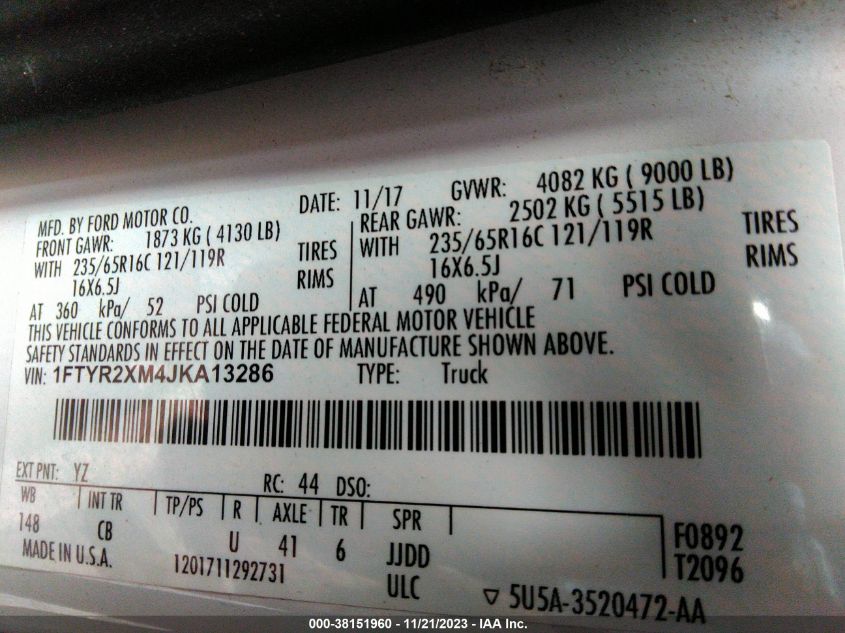 MFD. BY FORD MOTOR CO. DATE: 11/17 GVWR: 4082 KG ( 9000 LB)
FRONT GAWR: 1873 KG ( 4130 LB) REAR GAWR: 2502 KG ( 5515 LB)
WITH 235/65R16C 121/119R TIRES WITH 235/65R16C 121/119R TIRES
16X6.5J RIMS 16X6.5J RIMS
AT 360 kPa/ 52 PSI COLD AT 490 kPa/ 71 PSI COLD
THIS VEHICLE CONFORMS TO ALL APPLICABLE FEDERAL MOTOR VEHICLE
SAFETY STANDARDS IN EFFECT ON THE DATE OF MANUFACTURE SHOWN ABOVE.
VIN: 1FTYR2XM4JKA13286 TYPE: Truck
EXT PNT: YZ RC: 44 DSO:
WB INT TR TP/PS R AXLE TR SPR
148 CB U 41 6 JJDD F0892
MADE IN U.S.A. 1201711292731 ULC T2096
5U5A-3520472-AA
000-38151960 - 11/21/2023 - IAA Inc.